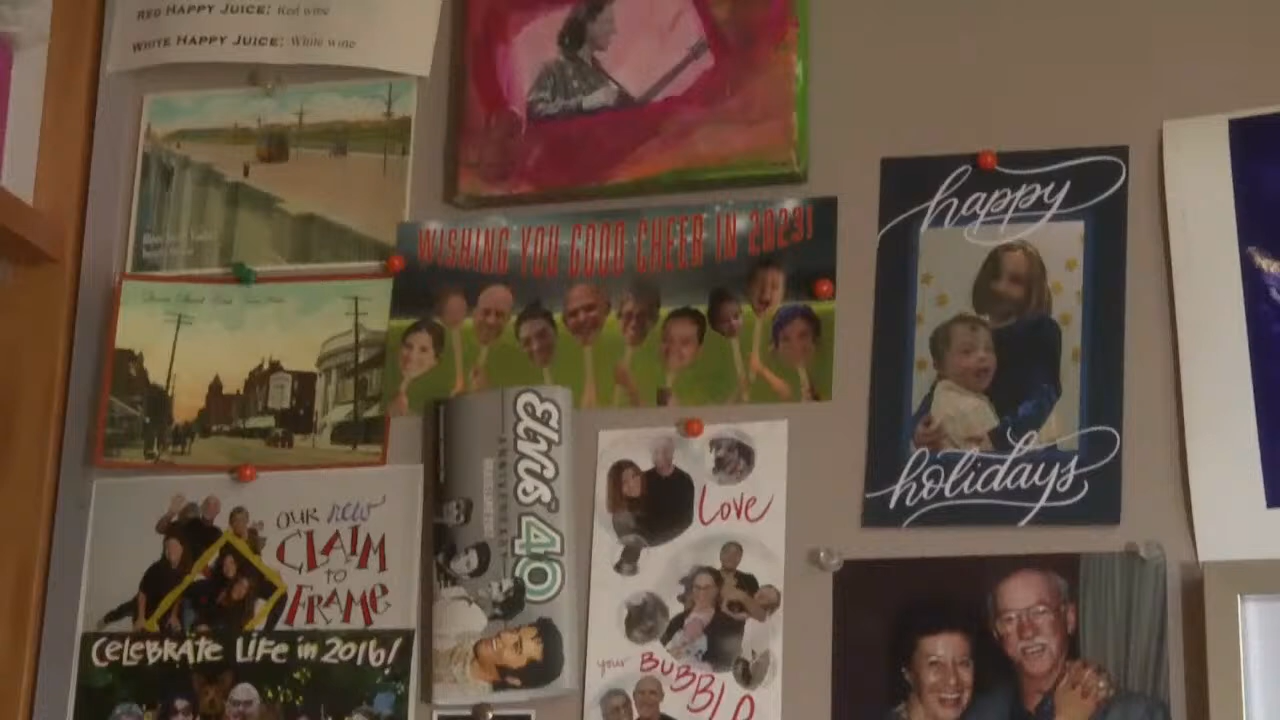 RED HAPPY JUICE: Red wine
WHITE HAPPY JUICE: White wine
WISHING YOU GOOD CHEER IN 2023!
happy
holidays
Elvis 40
ANNIVERSARY
Love
your BUBBLE
OUR new
CLAIM
TO
FRAME
CELEBRATE LIFE in 2016!